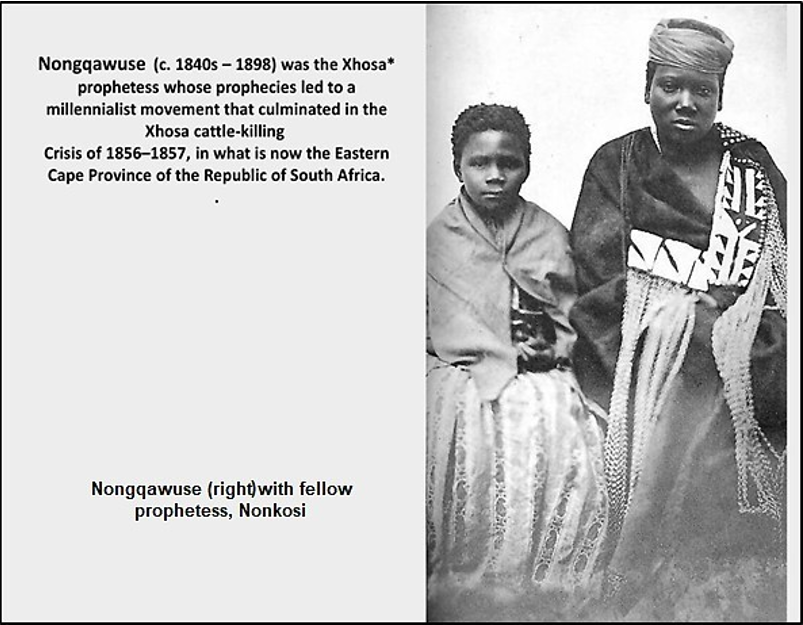 Nongqawuse (c. 1840s – 1898) was the Xhosa*
prophetess whose prophecies led to a
millennialist movement that culminated in the
Xhosa cattle-killing
Crisis of 1856–1857, in what is now the Eastern
Cape Province of the Republic of South Africa.
.
Nongqawuse (right)with fellow
prophetess, Nonkosi